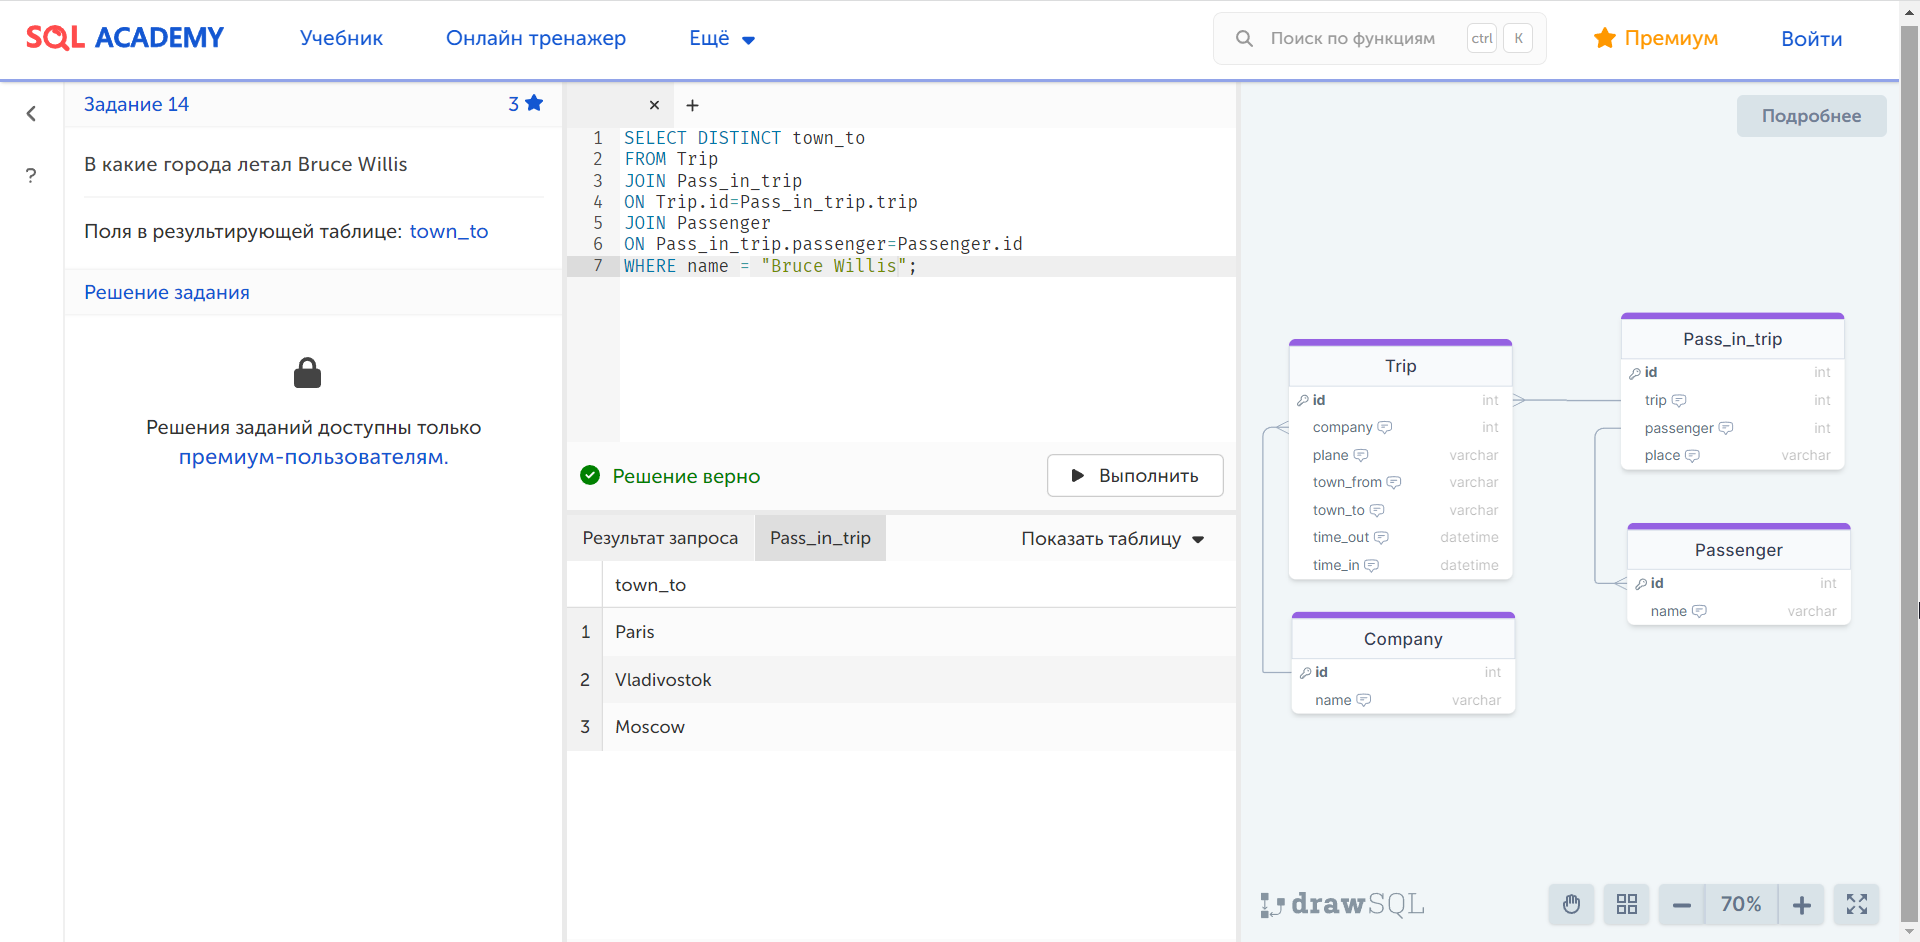 SQL ACADEMY
Учебник
Онлайн тренажер
Ещё
Поиск по функциям
ctrl
K
Премиум
Войти
?
Задание 14
3
В какие города летал Bruce Willis
Поля в результирующей таблице: town_to
Решение задания
Решения заданий доступны только
премиум-пользователям.
×
+
1 SELECT DISTINCT town_to
2 FROM Trip
3 JOIN Pass_in_trip
4 ON Trip.id=Pass_in_trip.trip
5 JOIN Passenger
6 ON Pass_in_trip.passenger=Passenger.id
7 WHERE name = "Bruce Willis";
Решение верно
Выполнить
Результат запроса
Pass_in_trip
Показать таблицу
town_to
1 Paris
2 Vladivostok
3 Moscow
Подробнее
Trip
id int
company int
plane varchar
town_from varchar
town_to varchar
time_out datetime
time_in datetime
Company
id int
name varchar
Pass_in_trip
id int
trip int
passenger int
place varchar
Passenger
id int
name varchar
drawSQL
70%